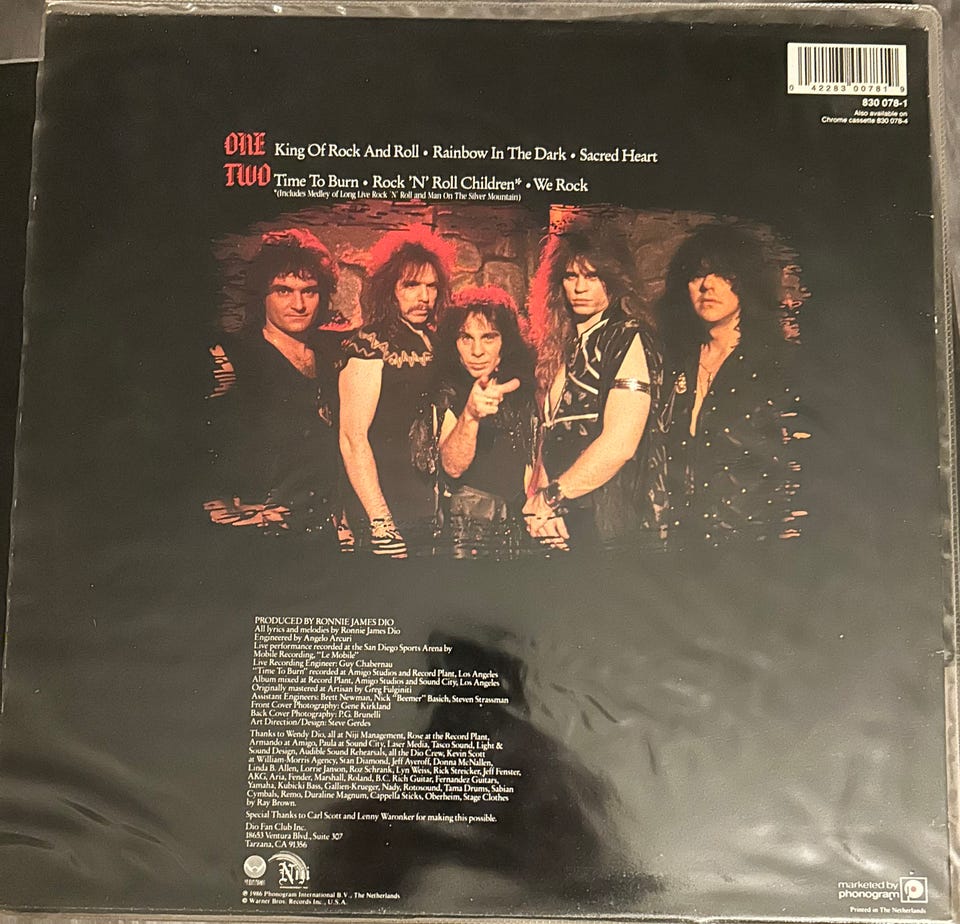 0 42283 00781 9
830 078-1
Also available on
Chrome cassette 830 078-4
ONE King Of Rock And Roll • Rainbow In The Dark • Sacred Heart
TWO Time To Burn • Rock 'N' Roll Children* • We Rock
*(Includes Medley of Long Live Rock 'N' Roll and Man On The Silver Mountain)
PRODUCED BY RONNIE JAMES DIO
All lyrics and melodies by Ronnie James Dio
Engineered by Angelo Arcuri
Live performance recorded at the San Diego Sports Arena by
Mobile Recording, "Le Mobile"
Live Recording Engineer: Guy Chabernau
"Time To Burn" recorded at Amigo Studios and Record Plant, Los Angeles
Album mixed at Record Plant, Amigo Studios and Sound City, Los Angeles
Originally mastered at Artisan by Greg Fulginiti
Assistant Engineers: Brett Newman, Nick "Beemer" Basich, Steven Strassman
Front Cover Photography: Gene Kirkland
Back Cover Photography: P.G. Brunelli
Art Direction/Design: Steve Gerdes
Thanks to Wendy Dio, all at Niji Management, Rose at the Record Plant,
Armando at Amigo, Paula at Sound City, Laser Media, Tasco Sound, Light &
Sound Design, Audible Sound Rehearsals, all the Dio Crew, Kevin Scott
at William-Morris Agency, Stan Diamond, Jeff Ayeroff, Donna McNallen,
Linda B. Allen, Lorrie Janson, Roz Schrank, Lyn Weiss, Rick Streicker, Jeff Fenster,
AKG, Aria, Fender, Marshall, Roland, B.C. Rich Guitar, Fernandez Guitars,
Yamaha, Kubicki Bass, Gallien-Krueger, Nady, Rotosound, Tama Drums, Sabian
Cymbals, Remo, Duraline Magnum, Cappella Sticks, Oberheim, Stage Clothes
by Ray Brown.
Special Thanks to Carl Scott and Lenny Waronker for making this possible.
Dio Fan Club Inc.
18653 Ventura Blvd., Suite 307
Tarzana, CA 91356
Niji
℗ 1986 Phonogram International B.V., The Netherlands
© Warner Bros. Records Inc., U.S.A.
marketed by
phonogram
Printed in The Netherlands